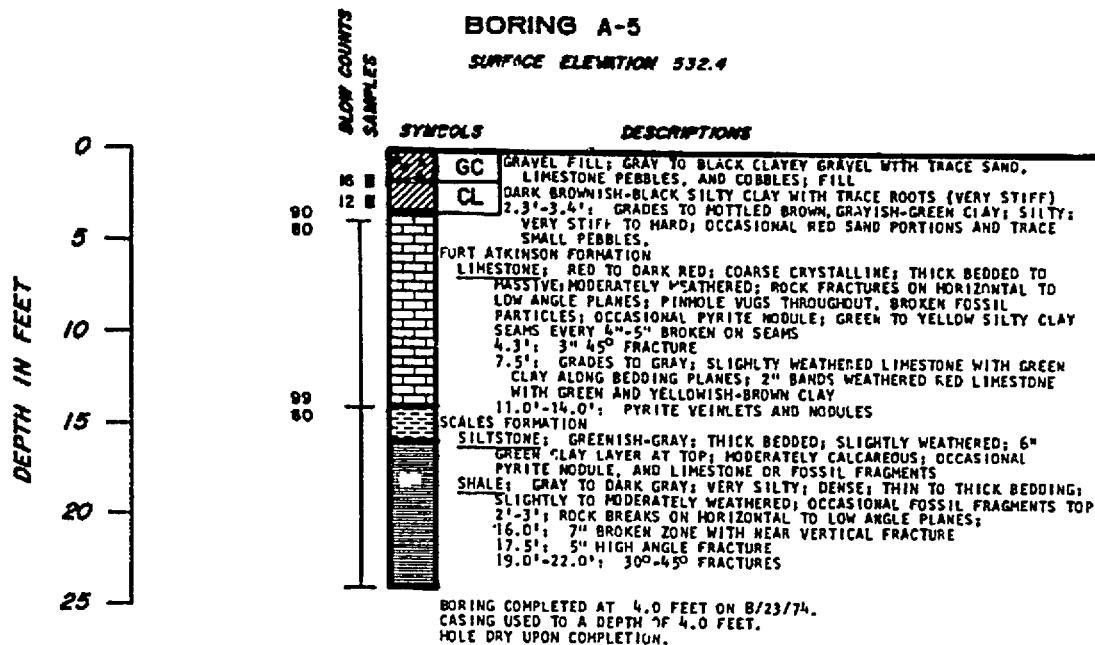 BORING A-5
SURFACE ELEVATION 532.4
BLOW COUNTS
SAMPLES
SYMBOLS DESCRIPTIONS
DEPTH IN FEET
0
5
10
15
20
25
16
12
90
80
99
60
GC
CL
GRAVEL FILL; GRAY TO BLACK CLAYEY GRAVEL WITH TRACE SAND,
LIMESTONE PEBBLES, AND COBBLES; FILL
DARK BROWNISH-BLACK SILTY CLAY WITH TRACE ROOTS (VERY STIFF)
2.3'-3.4': GRADES TO MOTTLED BROWN, GRAYISH-GREEN CLAY; SILTY;
VERY STIFF TO HARD; OCCASIONAL RED SAND PORTIONS AND TRACE
SMALL PEBBLES.
FURT ATKINSON FORMATION
LIMESTONE; RED TO DARK RED; COARSE CRYSTALLINE; THICK BEDDED TO
MASSIVE; MODERATELY WEATHERED; ROCK FRACTURES ON HORIZONTAL TO
LOW ANGLE PLANES; PINHOLE VUGS THROUGHOUT, BROKEN FOSSIL
PARTICLES; OCCASIONAL PYRITE NODULE; GREEN TO YELLOW SILTY CLAY
SEAMS EVERY 4"-5" BROKEN ON SEAMS
4.3': 3" 45° FRACTURE
7.5': GRADES TO GRAY; SLIGHLTY WEATHERED LIMESTONE WITH GREEN
CLAY ALONG BEDDING PLANES; 2" BANDS WEATHERED RED LIMESTONE
WITH GREEN AND YELLOWISH-BROWN CLAY
11.0'-14.0': PYRITE VEINLETS AND NODULES
SCALES FORMATION
SILTSTONE; GREENISH-GRAY; THICK BEDDED; SLIGHTLY WEATHERED; 6"
GREEN CLAY LAYER AT TOP; MODERATELY CALCAREOUS; OCCASIONAL
PYRITE NODULE, AND LIMESTONE OR FOSSIL FRAGMENTS
SHALE; GRAY TO DARK GRAY; VERY SILTY; DENSE; THIN TO THICK BEDDING;
SLIGHTLY TO MODERATELY WEATHERED; OCCASIONAL FOSSIL FRAGMENTS TOP
2'-3'; ROCK BREAKS ON HORIZONTAL TO LOW ANGLE PLANES;
16.0': 7" BROKEN ZONE WITH NEAR VERTICAL FRACTURE
17.5': 5" HIGH ANGLE FRACTURE
19.0'-22.0': 30°-45° FRACTURES
BORING COMPLETED AT 4.0 FEET ON 8/23/74.
CASING USED TO A DEPTH OF 4.0 FEET.
HOLE DRY UPON COMPLETION.